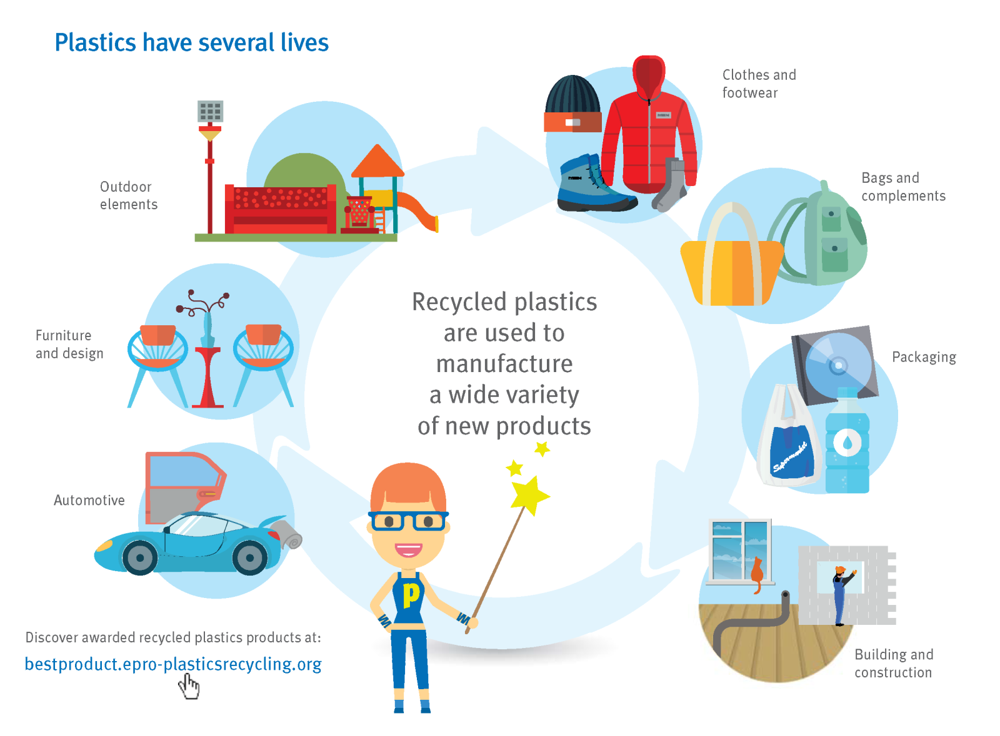 Plastics have several lives
Clothes and
footwear
Bags and
complements
Packaging
Supermarket
Building and
construction
Outdoor
elements
Furniture
and design
Automotive
Recycled plastics
are used to
manufacture
a wide variety
of new products
p
Discover awarded recycled plastics products at:
bestproduct.epro-plasticsrecycling.org